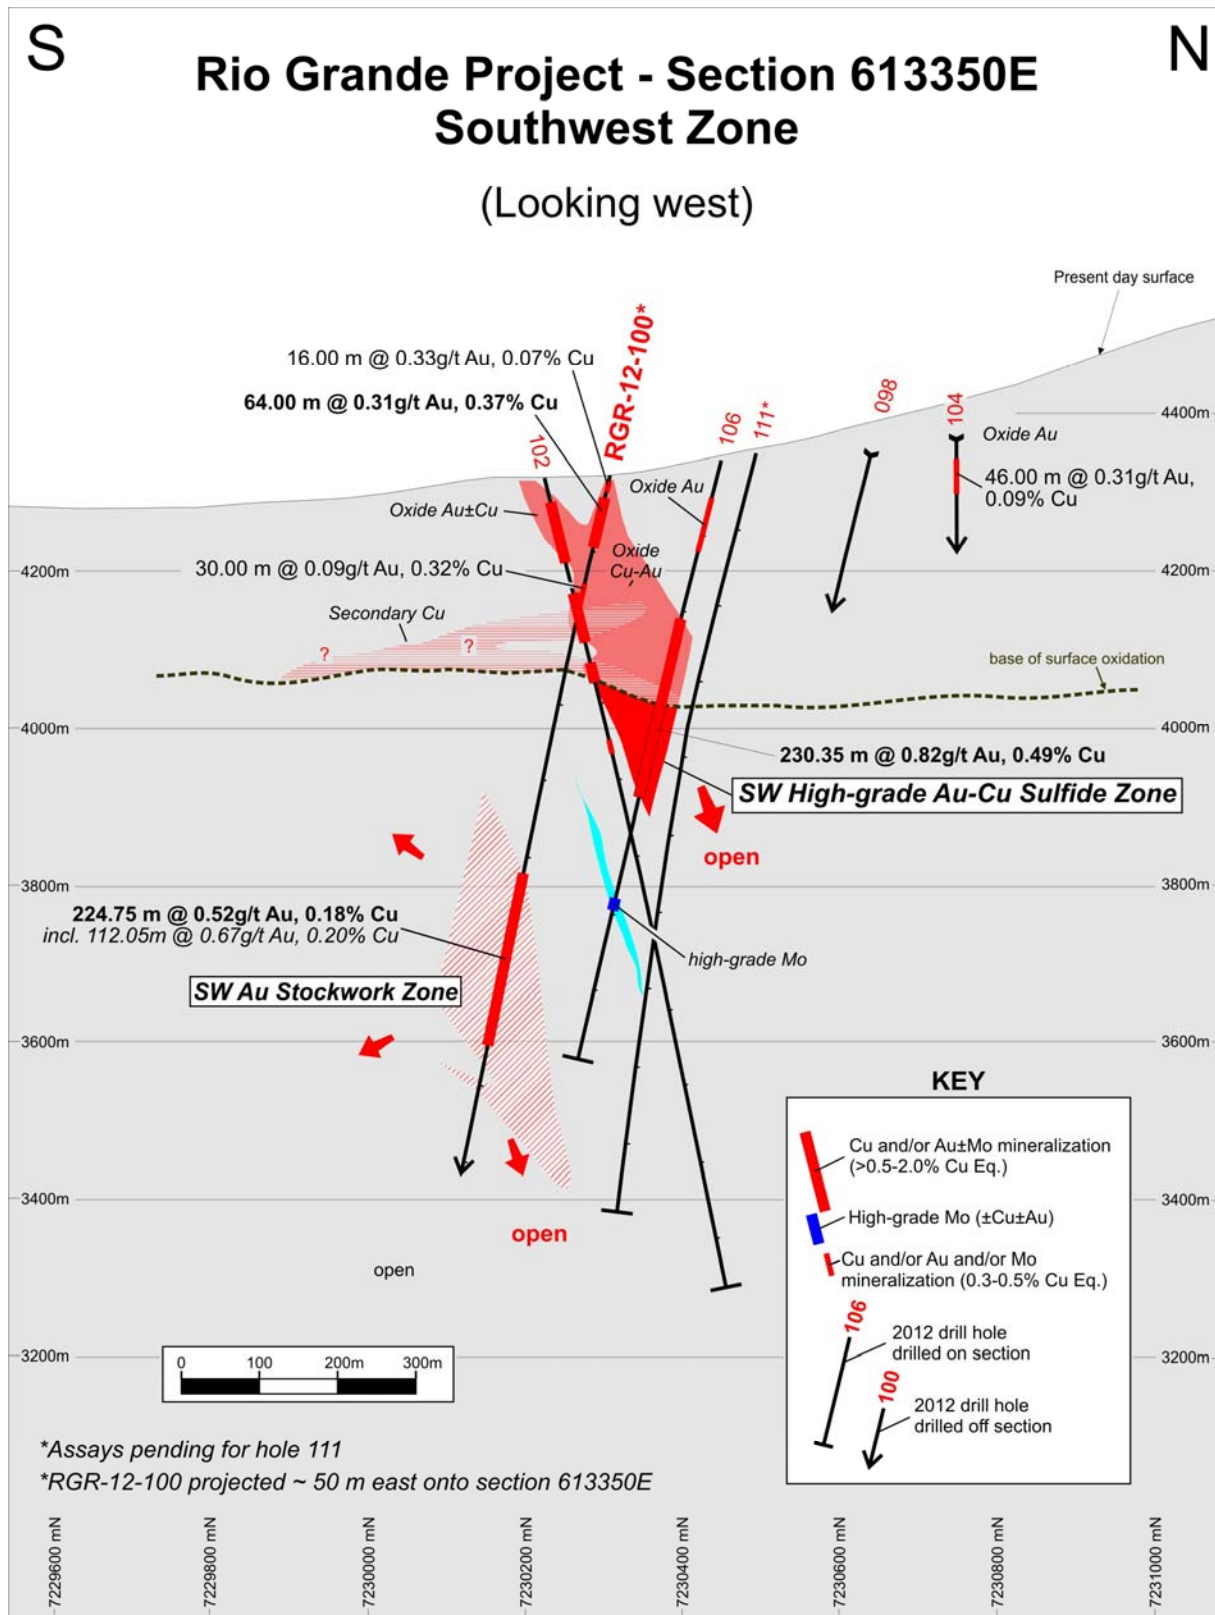 S
N
Rio Grande Project - Section 613350E
Southwest Zone
(Looking west)
Present day surface
16.00 m @ 0.33g/t Au, 0.07% Cu
64.00 m @ 0.31g/t Au, 0.37% Cu
102
RGR-12-100*
106
111*
098
104
4400m
Oxide Au
46.00 m @ 0.31g/t Au,
0.09% Cu
Oxide Au
Oxide Au±Cu
Oxide
Cu-Au
30.00 m @ 0.09g/t Au, 0.32% Cu
4200m
4200m
Secondary Cu
?
?
base of surface oxidation
4000m
4000m
230.35 m @ 0.82g/t Au, 0.49% Cu
SW High-grade Au-Cu Sulfide Zone
open
3800m
3800m
224.75 m @ 0.52g/t Au, 0.18% Cu
incl. 112.05m @ 0.67g/t Au, 0.20% Cu
high-grade Mo
SW Au Stockwork Zone
3600m
3600m
3400m
3400m
open
open
3200m
3200m
KEY
Cu and/or Au±Mo mineralization
(>0.5-2.0% Cu Eq.)
High-grade Mo (±Cu±Au)
Cu and/or Au and/or Mo
mineralization (0.3-0.5% Cu Eq.)
106
2012 drill hole
drilled on section
100
2012 drill hole
drilled off section
0 100 200m 300m
*Assays pending for hole 111
*RGR-12-100 projected ~ 50 m east onto section 613350E
7229600 mN
7229800 mN
7230000 mN
7230200 mN
7230400 mN
7230600 mN
7230800 mN
7231000 mN